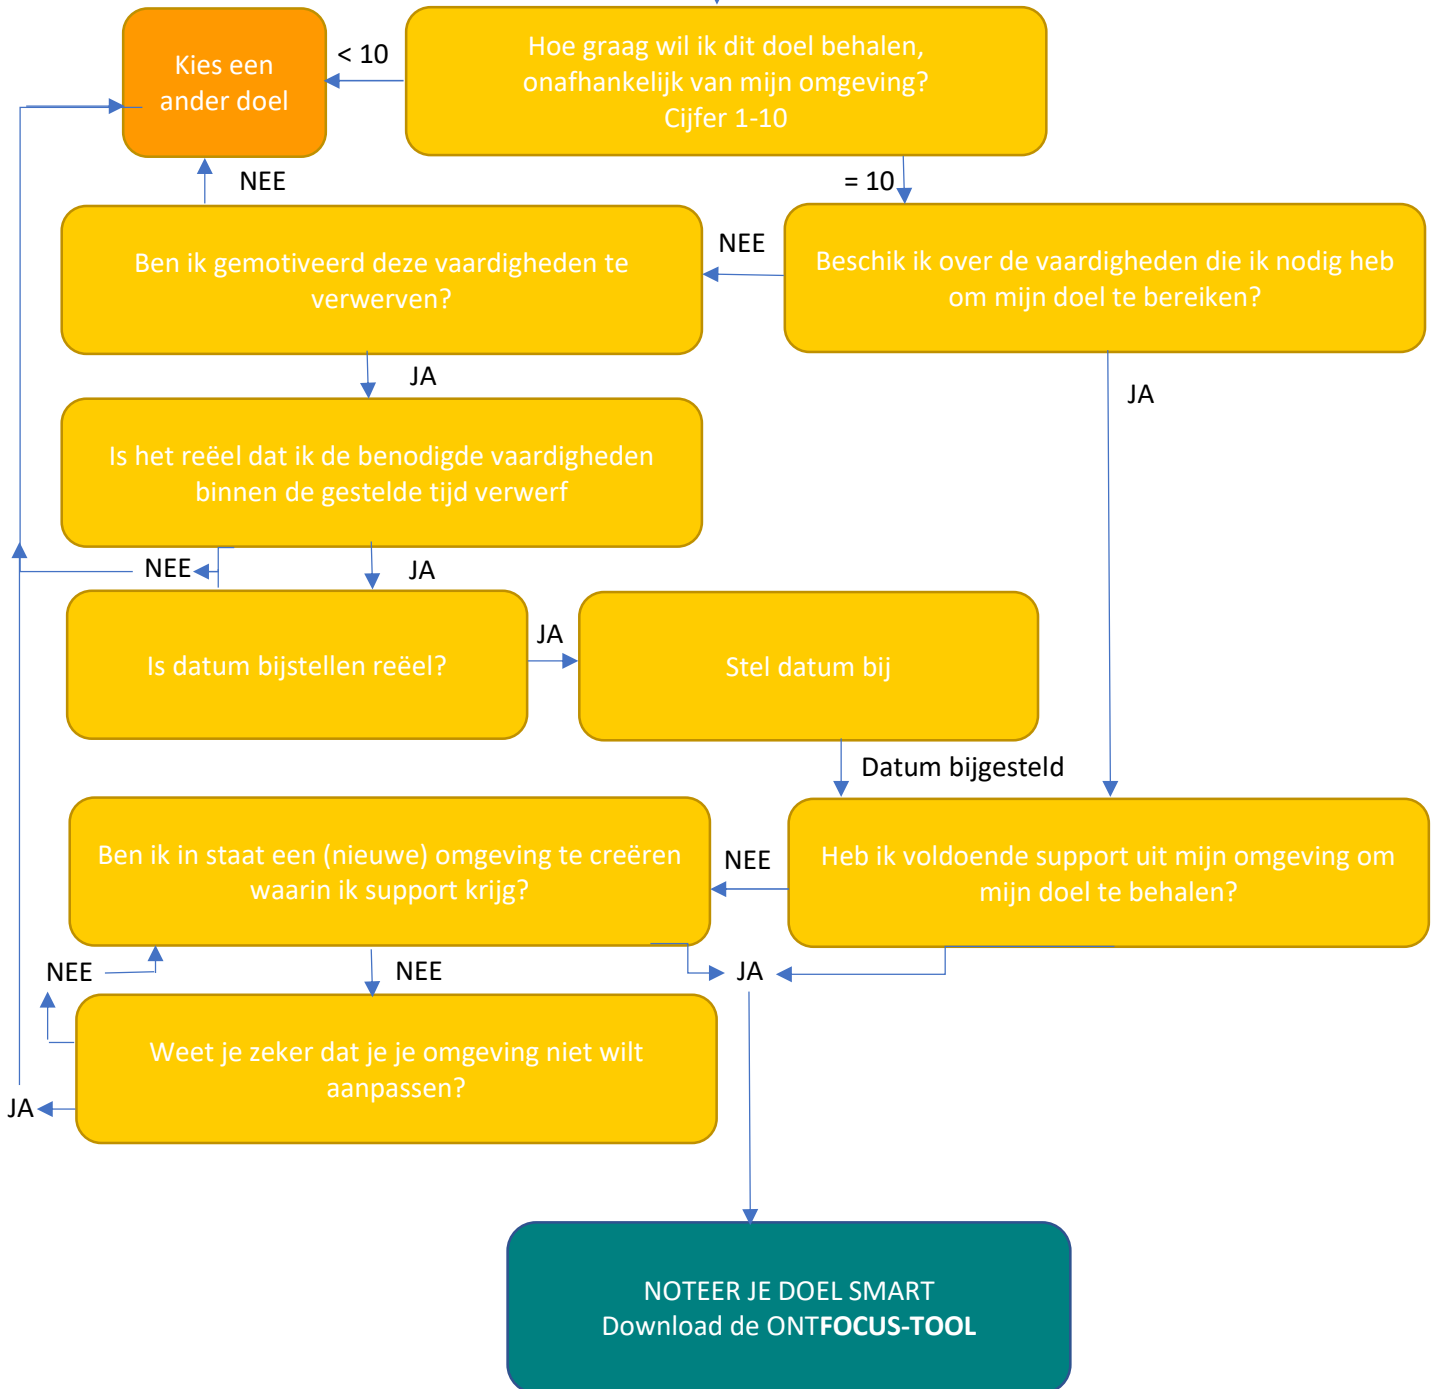 Kies een
ander doel
< 10
Hoe graag wil ik dit doel behalen,
onafhankelijk van mijn omgeving?
Cijfer 1-10
NEE
= 10
Ben ik gemotiveerd deze vaardigheden te
verwerven?
NEE
Beschik ik over de vaardigheden die ik nodig heb
om mijn doel te bereiken?
JA
JA
Is het reëel dat ik de benodigde vaardigheden
binnen de gestelde tijd verwerf
NEE
JA
Is datum bijstellen reëel?
JA
Stel datum bij
Datum bijgesteld
Ben ik in staat een (nieuwe) omgeving te creëren
waarin ik support krijg?
NEE
Heb ik voldoende support uit mijn omgeving om
mijn doel te behalen?
NEE
NEE
JA
Weet je zeker dat je je omgeving niet wilt
aanpassen?
JA
NOTEER JE DOEL SMART
Download de ONTFOCUS-TOOL